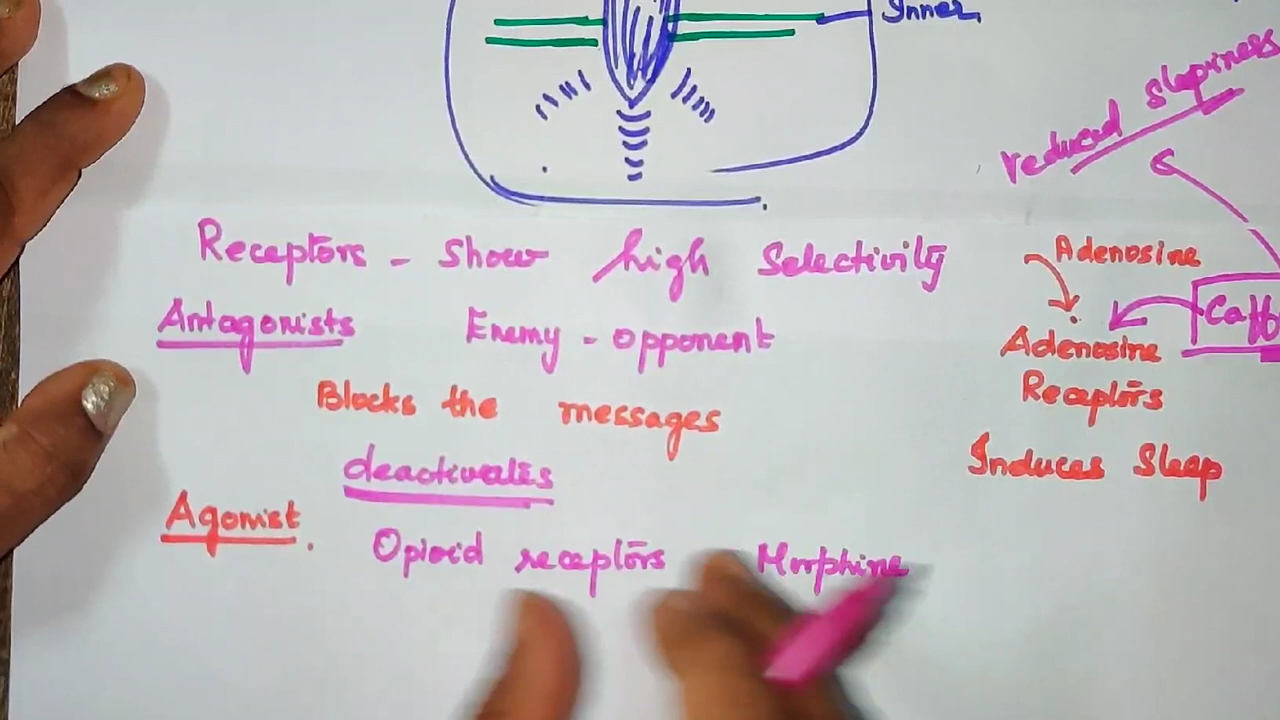 Inner
reduced slepiness
Receptors - show high Selectivity
Antagonists Enemy - opponent
Blocks the messages
deactivates
Agonist.
Opioid receptors Morphine
Adenosine
Adenosine
Receptors
Induces Sleep